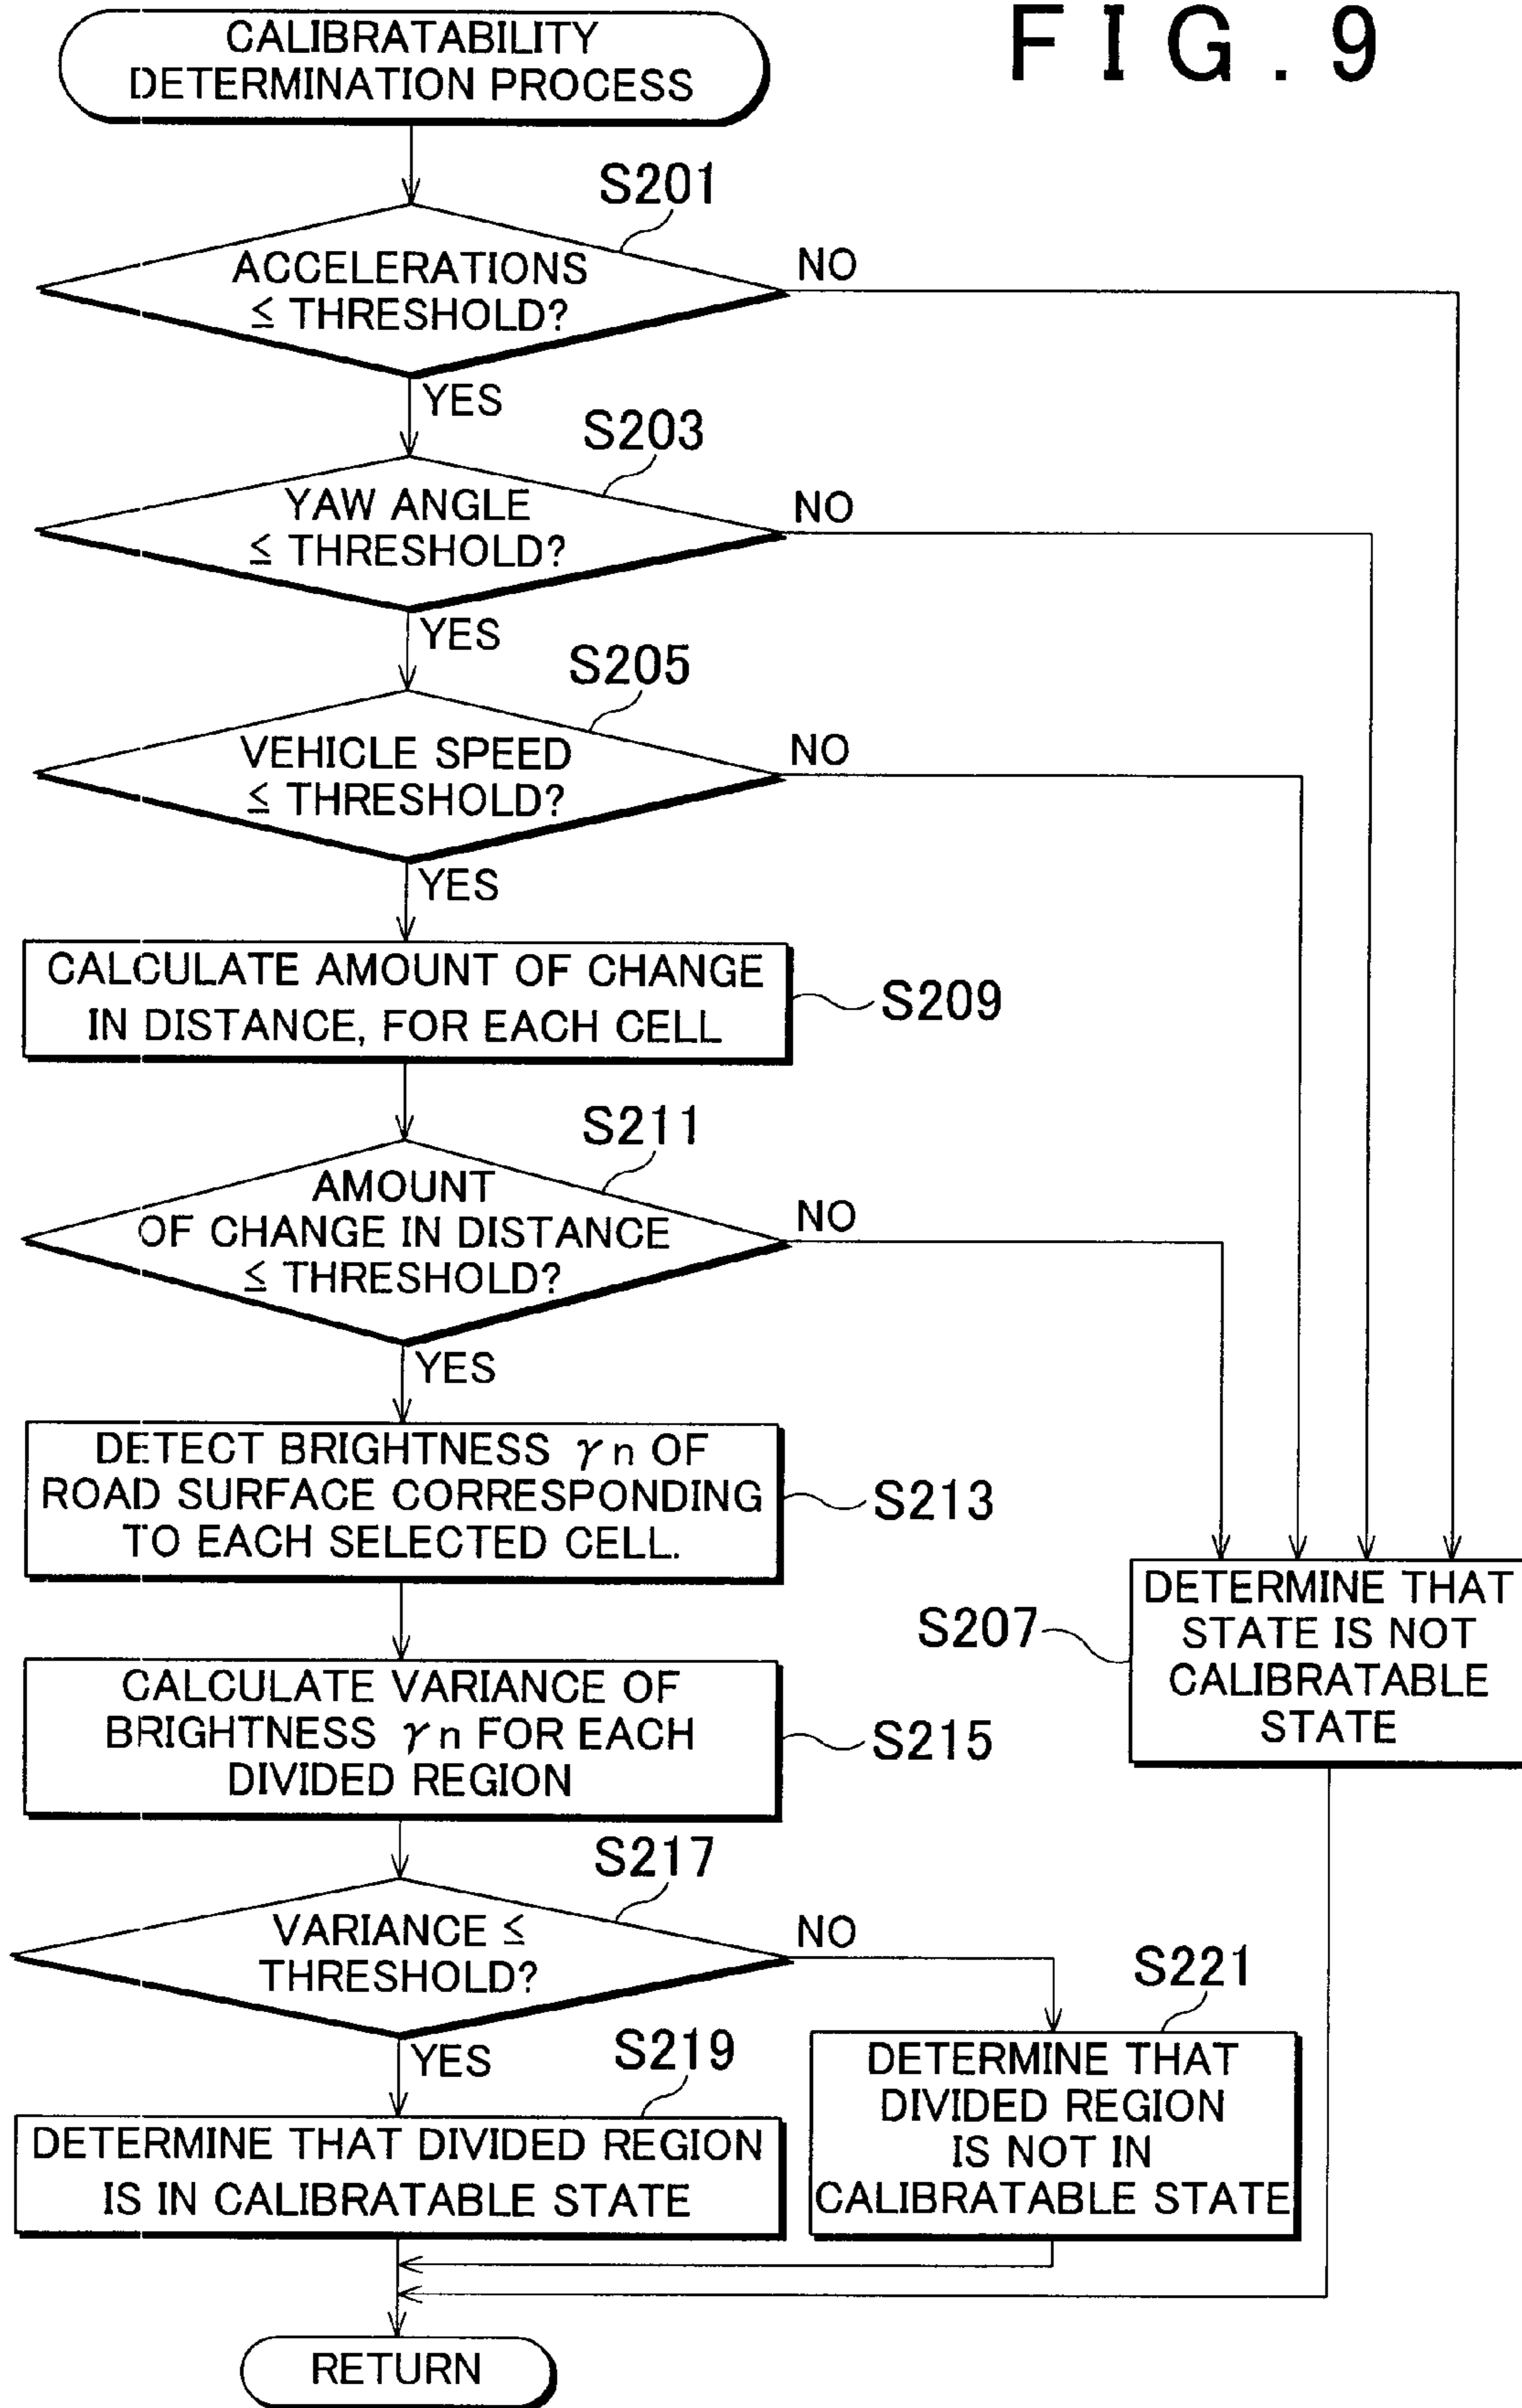 FIG.9
CALIBRATABILITY
DETERMINATION PROCESS
S201
ACCELERATIONS
≤ THRESHOLD?
NO
YES
S203
YAW ANGLE
≤ THRESHOLD?
NO
YES
S205
VEHICLE SPEED
≤ THRESHOLD?
NO
YES
CALCULATE AMOUNT OF CHANGE
IN DISTANCE, FOR EACH CELL
S209
S211
AMOUNT
OF CHANGE IN DISTANCE
≤ THRESHOLD?
NO
YES
DETECT BRIGHTNESS γn OF
ROAD SURFACE CORRESPONDING
TO EACH SELECTED CELL.
S213
S207
DETERMINE THAT
STATE IS NOT
CALIBRATABLE
STATE
CALCULATE VARIANCE OF
BRIGHTNESS γn FOR EACH
DIVIDED REGION
S215
S217
VARIANCE ≤
THRESHOLD?
NO
YES
S221
DETERMINE THAT
DIVIDED REGION
IS NOT IN
CALIBRATABLE STATE
S219
DETERMINE THAT DIVIDED REGION
IS IN CALIBRATABLE STATE
RETURN